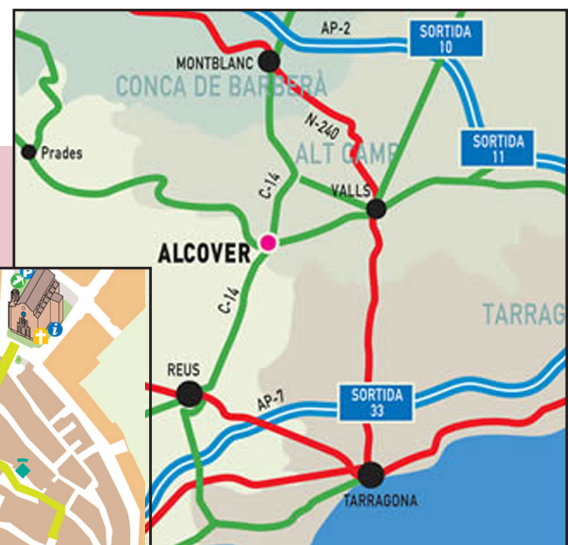 AP-2
SORTIDA
10
MONTBLANC
CONCA DE BARBERÀ
N-240
SORTIDA
11
ALT CAMP
Prades
C-14
VALLS
ALCOVER
C-14
TARRAG
REUS
AP-7
SORTIDA
33
TARRAGONA
P
i